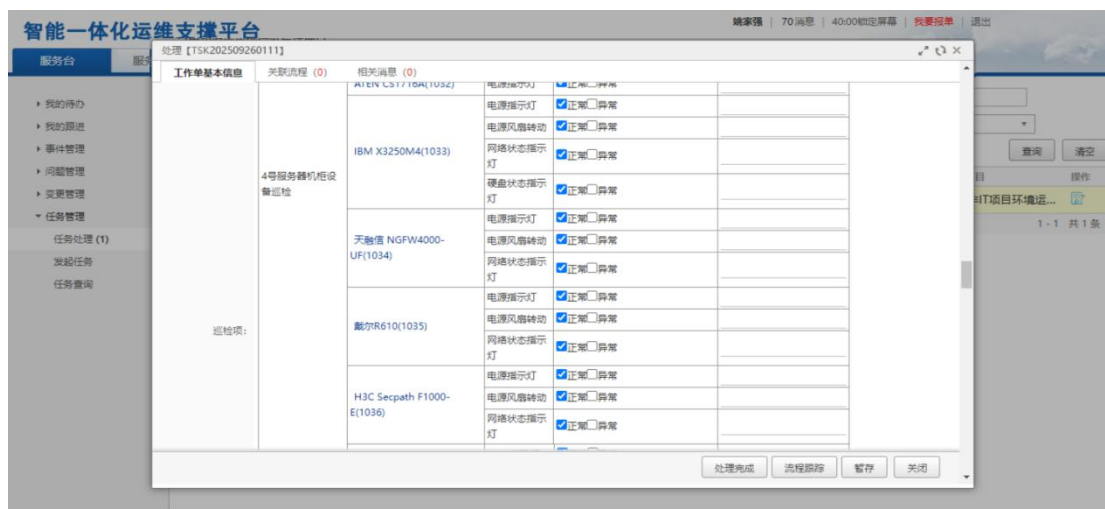 智能一体化运维支撑平台
姚家强 | 70消息 | 40:00锁定屏幕 | 我要报单 | 退出
服务台
处理【TSK202509260111】
工作单基本信息 关联流程 (0) 相关消息 (0)
我的待办
我的跟进
事件管理
问题管理
变更管理
任务管理
任务处理 (1)
发起任务
任务查询
查询 清空
操作
IT项目环境运...
1 - 1 共 1 条
巡检项:
4号服务器机柜设
备巡检
ATEN CS1716A(1032)
电源指示灯 正常 异常
IBM X3250M4(1033)
电源指示灯 正常 异常
电源风扇转动 正常 异常
网络状态指示
灯 正常 异常
硬盘状态指示
灯 正常 异常
天融信 NGFW4000-
UF(1034)
电源指示灯 正常 异常
电源风扇转动 正常 异常
网络状态指示
灯 正常 异常
戴尔R610(1035)
电源指示灯 正常 异常
电源风扇转动 正常 异常
网络状态指示
灯 正常 异常
H3C Secpath F1000-
E(1036)
电源指示灯 正常 异常
电源风扇转动 正常 异常
网络状态指示
灯 正常 异常
处理完成 流程跟踪 暂存 关闭